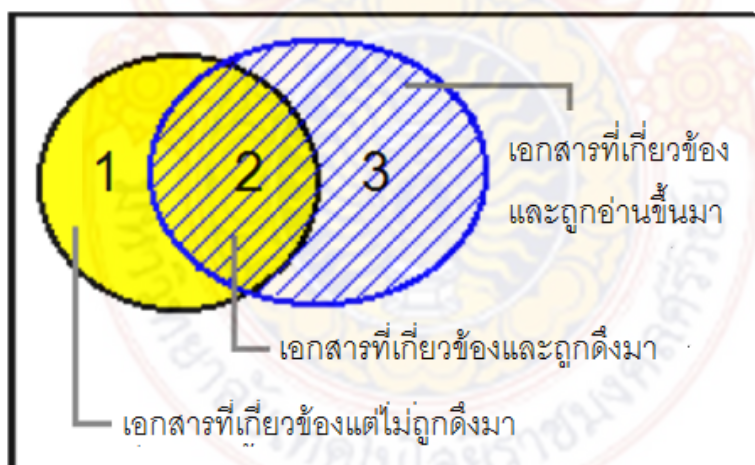 1 2 3
เอกสารที่เกี่ยวข้อง
และถูกอ่านขึ้นมา
เอกสารที่เกี่ยวข้องและถูกดึงมา
เอกสารที่เกี่ยวข้องแต่ไม่ถูกดึงมา